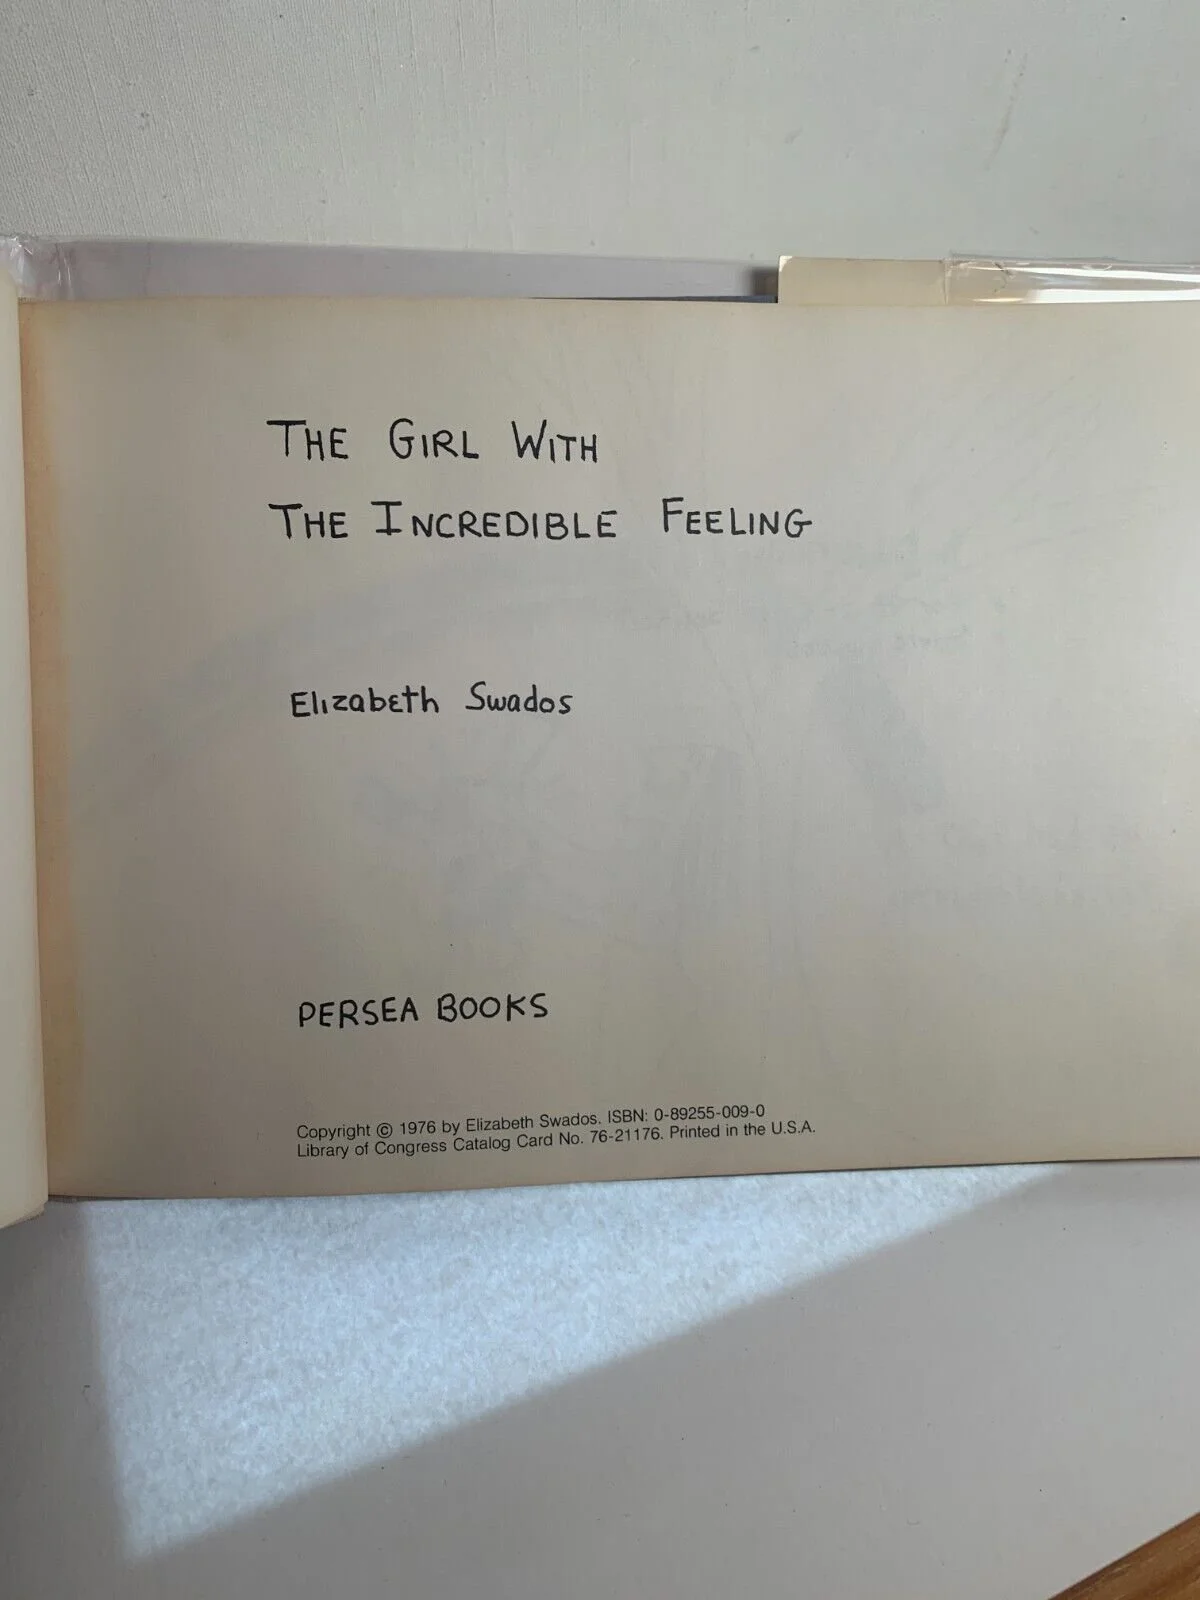 THE GIRL WITH
THE INCREDIBLE FEELING
Elizabeth Swados
PERSEA BOOKS
Copyright © 1976 by Elizabeth Swados. ISBN: 0-89255-009-0
Library of Congress Catalog Card No. 76-21176. Printed in the U.S.A.